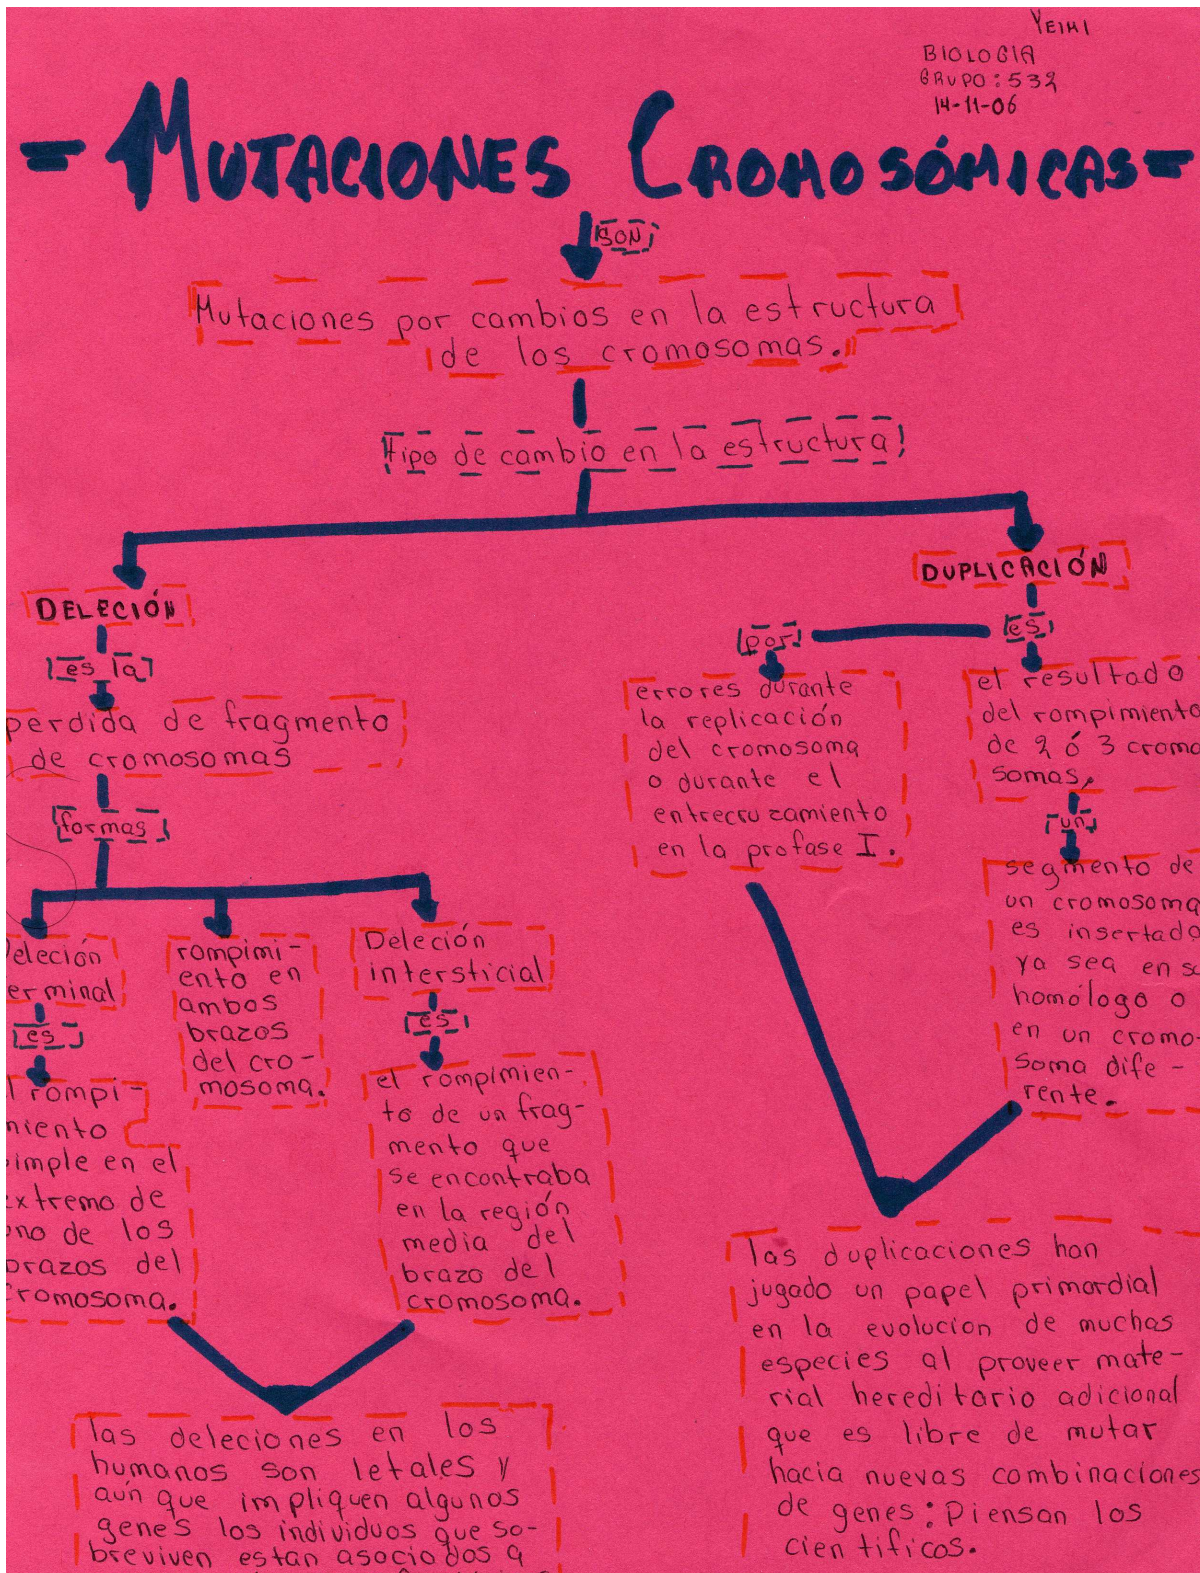 YEIMI
BIOLOGIA
GRUPO: 532
14-11-06
- MUTACIONES CROMOSÓMICAS -
SON
Mutaciones por cambios en la estructura
de los cromosomas.
tipo de cambio en la estructura
DELECIÓN
es la
perdida de fragmento
de cromosomas
formas
eleción
erminal
es
l rompi-
miento
simple en el
extremo de
uno de los
brazos del
cromosoma.
rompimi-
ento en
ambos
brazos
del cro-
mosoma.
Deleción
intersticial
es
el rompimien-
to de un frag-
mento que
se encontraba
en la región
media del
brazo del
cromosoma.
las deleciones en los
humanos son letales y
aún que impliquen algunos
genes los individuos que so-
breviven estan asociados a
DUPLICACIÓN
por
errores durante
la replicación
del cromosoma
o durante el
entrecruzamiento
en la profase I.
es
el resultado
del rompimiento
de 2 ó 3 cromo
somas,
un
segmento de
un cromosoma
es insertado
ya sea en su
homólogo o
en un cromo-
soma dife-
rente.
las duplicaciones han
jugado un papel primordial
en la evolucion de muchas
especies al proveer mate-
rial hereditario adicional
que es libre de mutar
hacia nuevas combinaciones
de genes: Piensan los
cientificos.